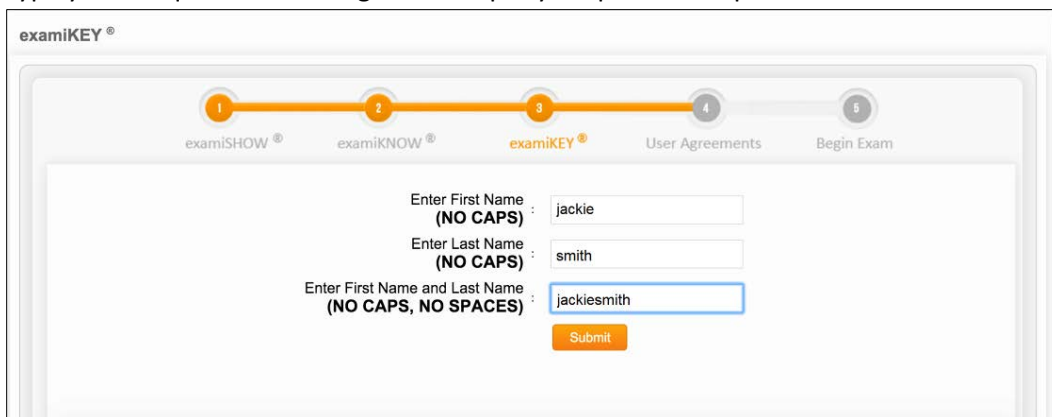 examiKEY ®
1 2 3 4 5
examiSHOW ® examiKNOW ® examiKEY ® User Agreements Begin Exam
Enter First Name
(NO CAPS) : jackie
Enter Last Name
(NO CAPS) : smith
Enter First Name and Last Name
(NO CAPS, NO SPACES) : jackiesmith
Submit